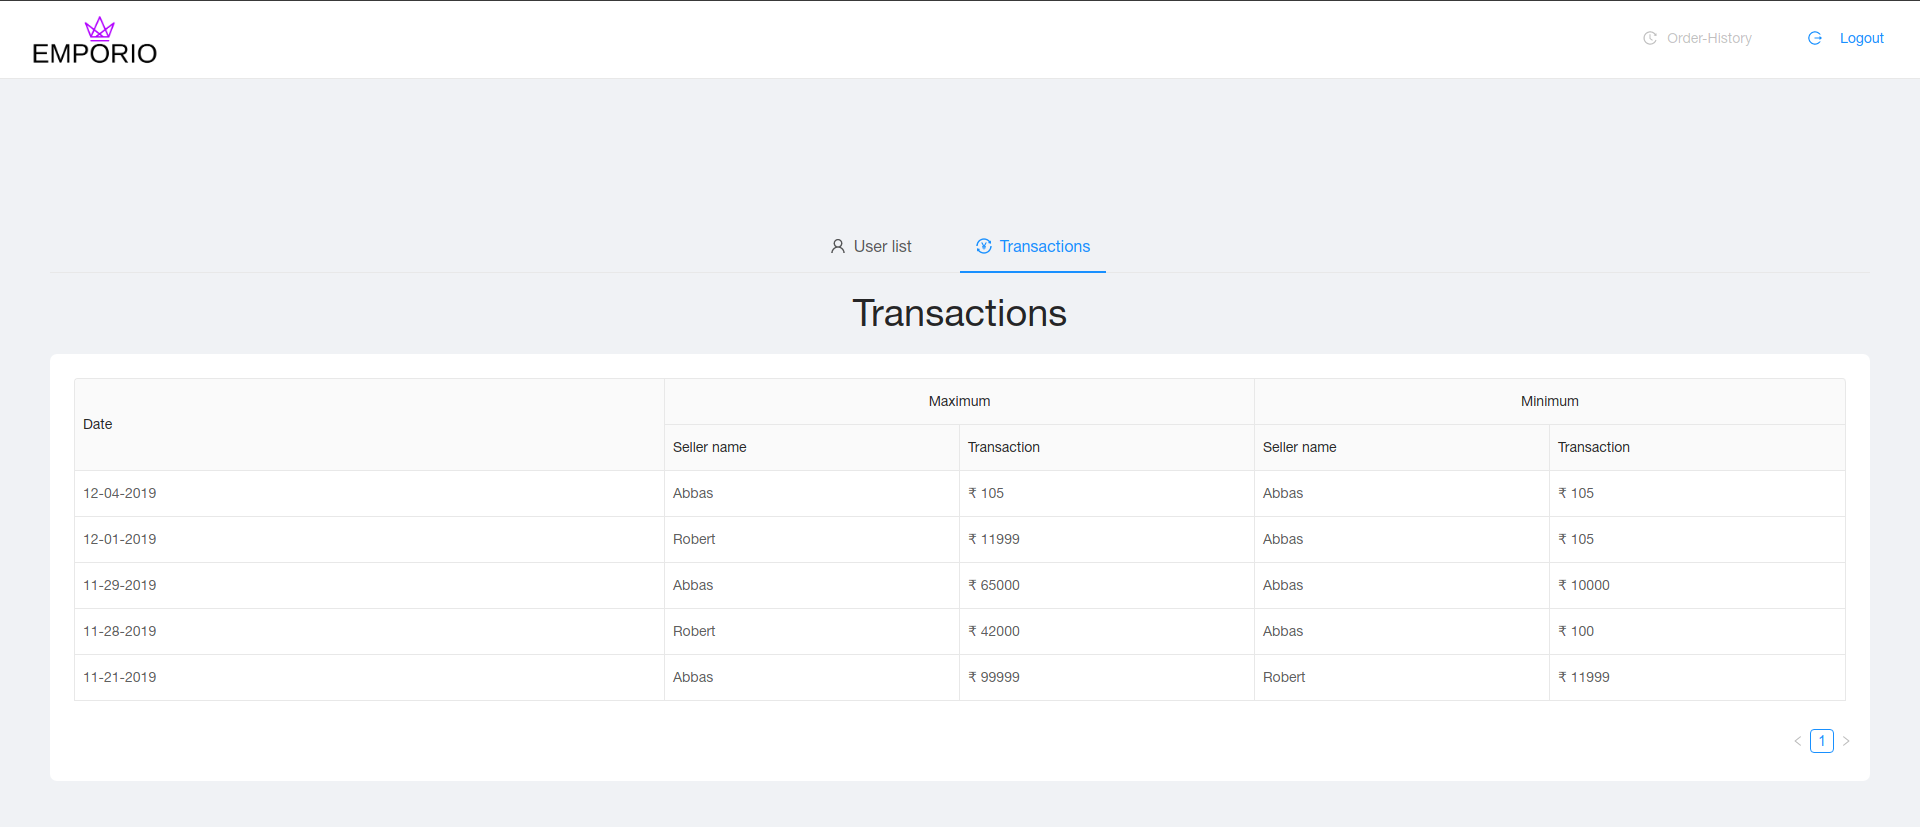 EMPORIO
Order-History Logout
User list Transactions
Transactions
Date Maximum Minimum
Seller name Transaction Seller name Transaction
12-04-2019 Abbas ₹ 105 Abbas ₹ 105
12-01-2019 Robert ₹ 11999 Abbas ₹ 105
11-29-2019 Abbas ₹ 65000 Abbas ₹ 10000
11-28-2019 Robert ₹ 42000 Abbas ₹ 100
11-21-2019 Abbas ₹ 99999 Robert ₹ 11999
< 1 >